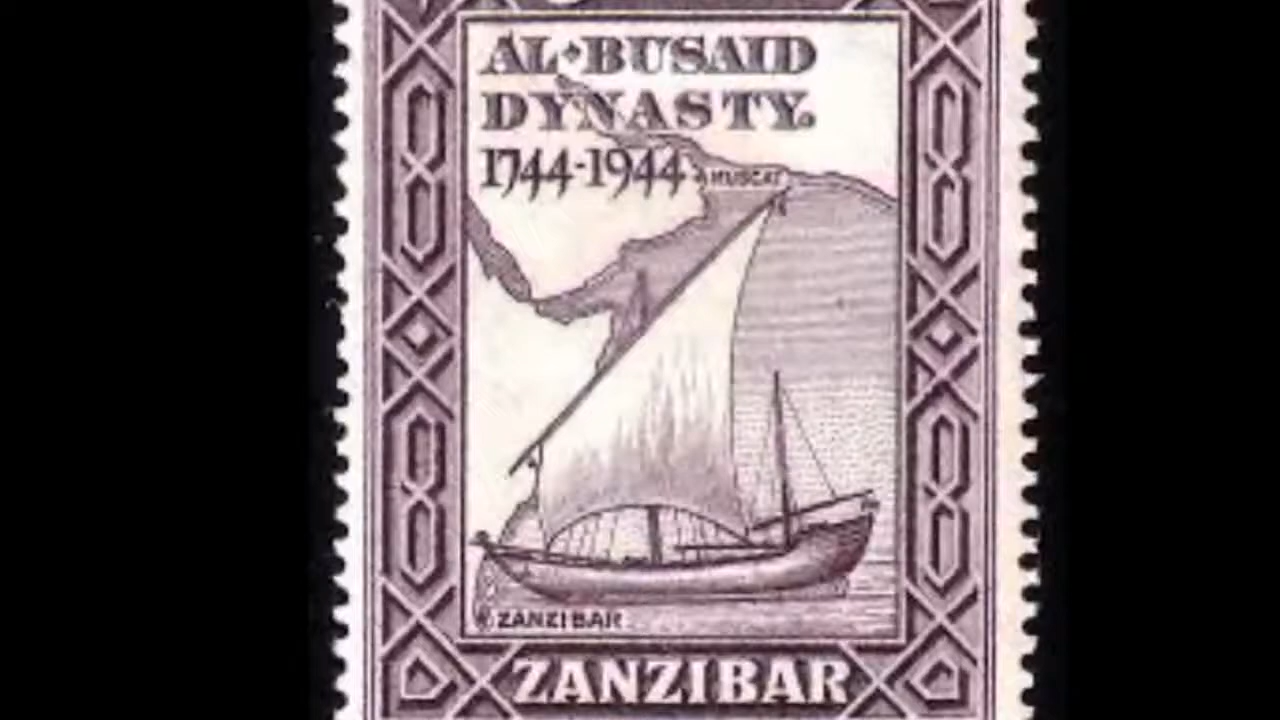 AL•BUSAID
DYNASTY.
1744-1944
MUSCAT
ZANZIBAR
ZANZIBAR